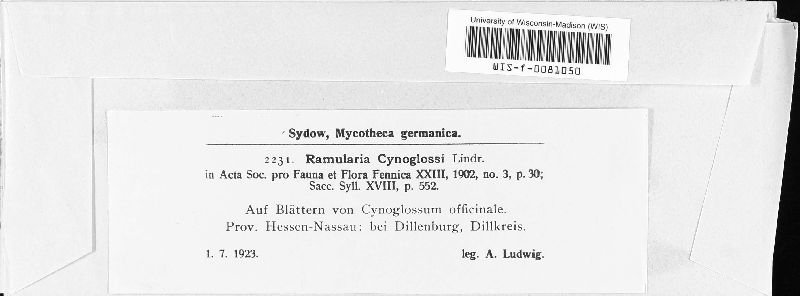 University of Wisconsin-Madison (WIS)
WIS-f-0081050
Sydow, Mycotheca germanica.
2231. Ramularia Cynoglossi Lindr.
in Acta Soc. pro Fauna et Flora Fennica XXIII, 1902, no. 3, p. 30;
Sacc. Syll. XVIII, p. 552.
Auf Blättern von Cynoglossum officinale.
Prov. Hessen-Nassau: bei Dillenburg, Dillkreis.
1. 7. 1923. leg. A. Ludwig.